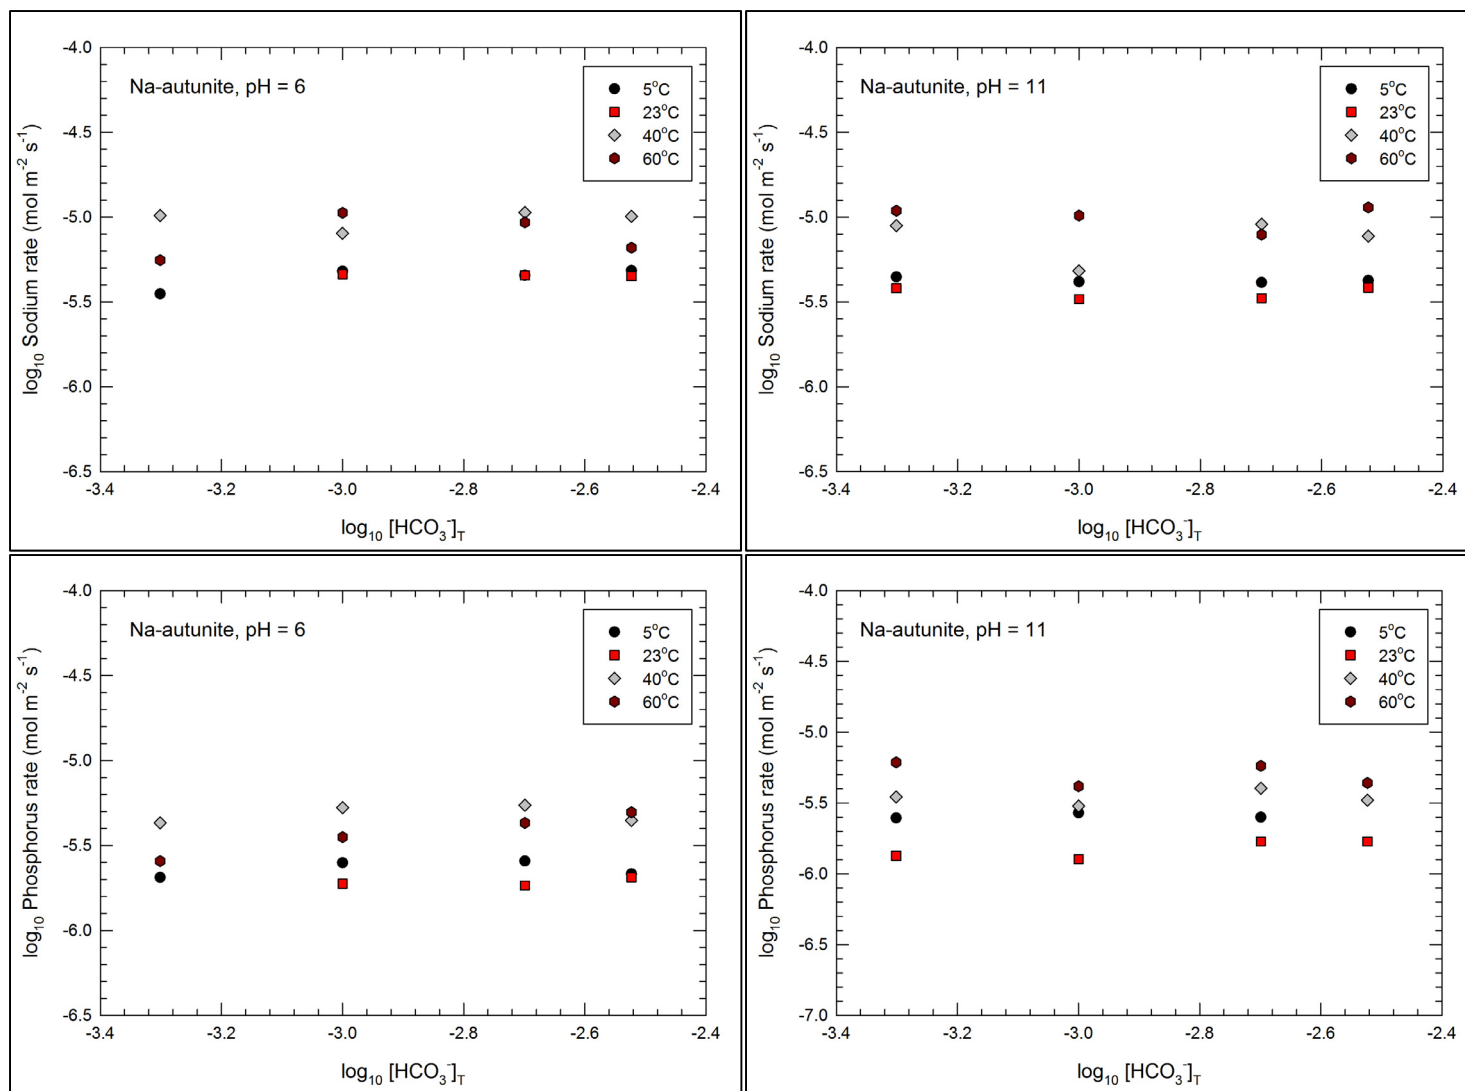 Na-autunite, pH = 6
5°C
23°C
40°C
60°C
log₁₀ Sodium rate (mol m⁻² s⁻¹)
-4.0
-4.5
-5.0
-5.5
-6.0
-6.5
-3.4
-3.2
-3.0
-2.8
-2.6
-2.4
log₁₀ [HCO₃⁻]T
Na-autunite, pH = 11
5°C
23°C
40°C
60°C
log₁₀ Sodium rate (mol m⁻² s⁻¹)
-4.0
-4.5
-5.0
-5.5
-6.0
-6.5
-3.4
-3.2
-3.0
-2.8
-2.6
-2.4
log₁₀ [HCO₃⁻]T
Na-autunite, pH = 6
5°C
23°C
40°C
60°C
log₁₀ Phosphorus rate (mol m⁻² s⁻¹)
-4.0
-4.5
-5.0
-5.5
-6.0
-6.5
-3.4
-3.2
-3.0
-2.8
-2.6
-2.4
log₁₀ [HCO₃⁻]T
Na-autunite, pH = 11
5°C
23°C
40°C
60°C
log₁₀ Phosphorus rate (mol m⁻² s⁻¹)
-4.0
-4.5
-5.0
-5.5
-6.0
-6.5
-7.0
-3.4
-3.2
-3.0
-2.8
-2.6
-2.4
log₁₀ [HCO₃⁻]T